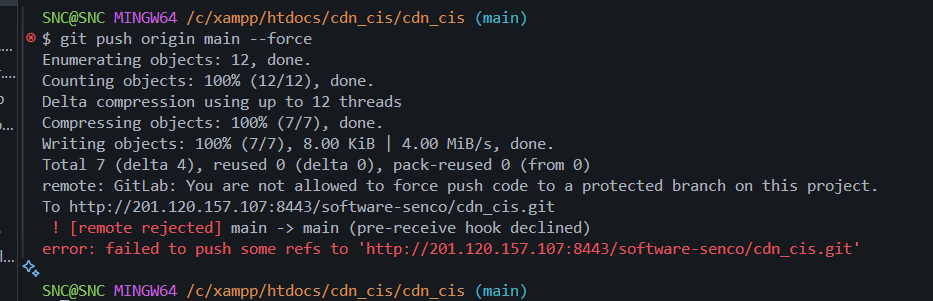 SNC@SNC MINGW64 /c/xampp/htdocs/cdn_cis/cdn_cis (main)
$ git push origin main --force
Enumerating objects: 12, done.
Counting objects: 100% (12/12), done.
Delta compression using up to 12 threads
Compressing objects: 100% (7/7), done.
Writing objects: 100% (7/7), 8.00 KiB | 4.00 MiB/s, done.
Total 7 (delta 4), reused 0 (delta 0), pack-reused 0 (from 0)
remote: GitLab: You are not allowed to force push code to a protected branch on this project.
To http://201.120.157.107:8443/software-senco/cdn_cis.git
! [remote rejected] main -> main (pre-receive hook declined)
error: failed to push some refs to 'http://201.120.157.107:8443/software-senco/cdn_cis.git'
SNC@SNC MINGW64 /c/xampp/htdocs/cdn_cis/cdn_cis (main)